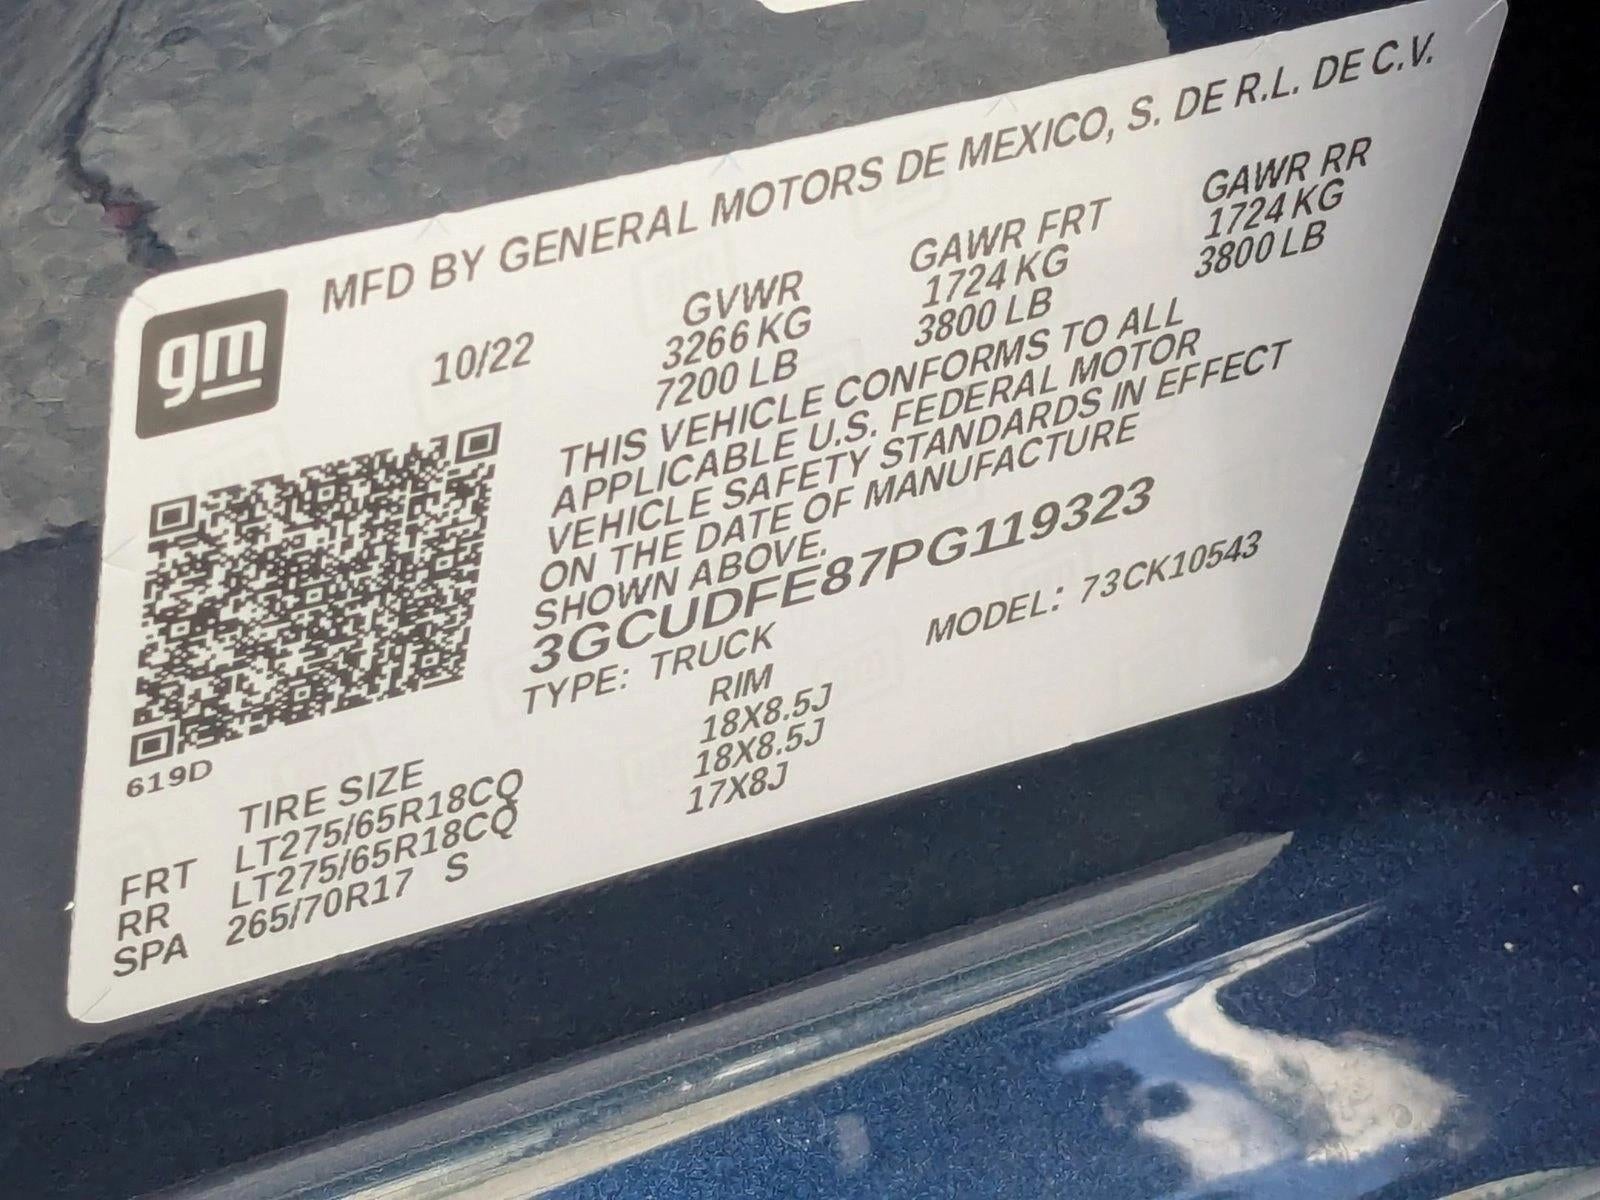 MFD BY GENERAL MOTORS DE MEXICO, S. DE R.L. DE C.V.
gm
10/22
GVWR GAWR FRT GAWR RR
3266 KG 1724 KG 1724 KG
7200 LB 3800 LB 3800 LB
THIS VEHICLE CONFORMS TO ALL
APPLICABLE U.S. FEDERAL MOTOR
VEHICLE SAFETY STANDARDS IN EFFECT
ON THE DATE OF MANUFACTURE
SHOWN ABOVE.
3GCUDFE87PG119323
TYPE: TRUCK MODEL: 73CK10543
619D
TIRE SIZE RIM
FRT LT275/65R18CQ 18X8.5J
RR LT275/65R18CQ 18X8.5J
SPA 265/70R17 S 17X8J